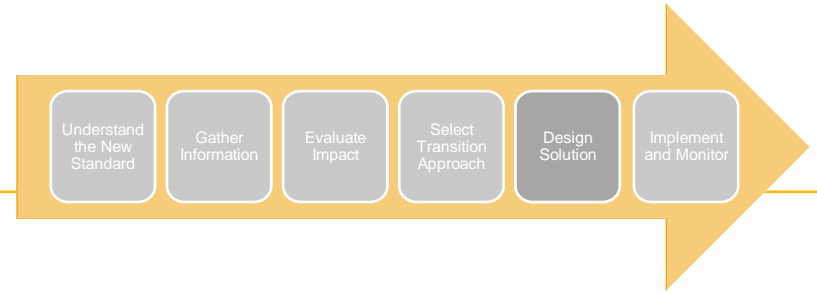 Understand
the New
Standard
Gather
Information
Evaluate
Impact
Select
Transition
Approach
Design
Solution
Implement
and Monitor